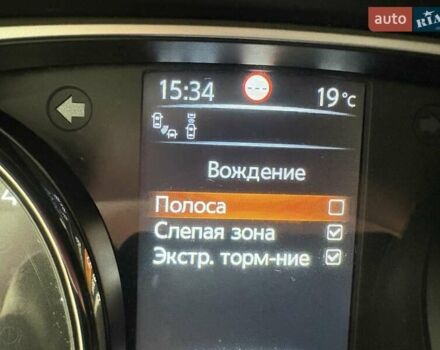 auto RIA
15:34 19°C
Вождение
Полоса
Слепая зона
Экстр. торм-ние